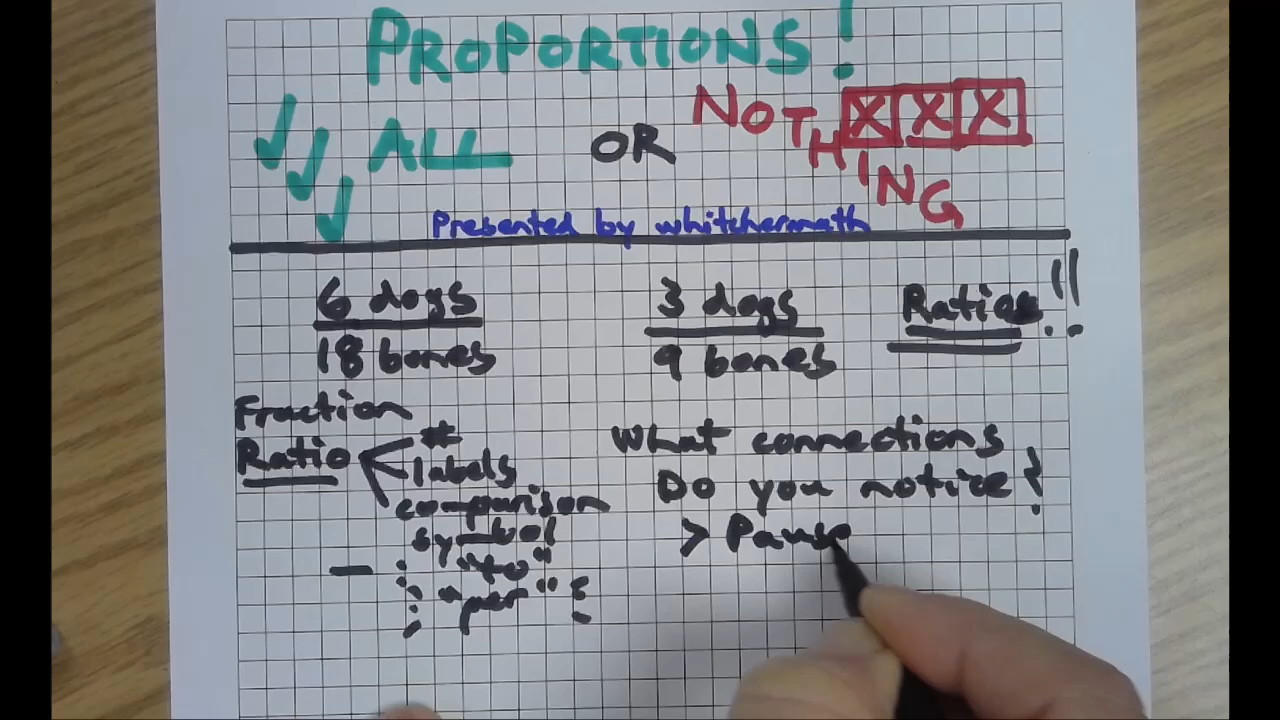 PROPORTIONS!
ALL OR NOTHING
Presented by whitchermath
6 dogs
18 bones
3 dogs
9 bones
Ratios!!
Fraction
Ratio
#
labels
comparison
symbol
— : "to"
"per"
What connections
Do you notice?
> Pause